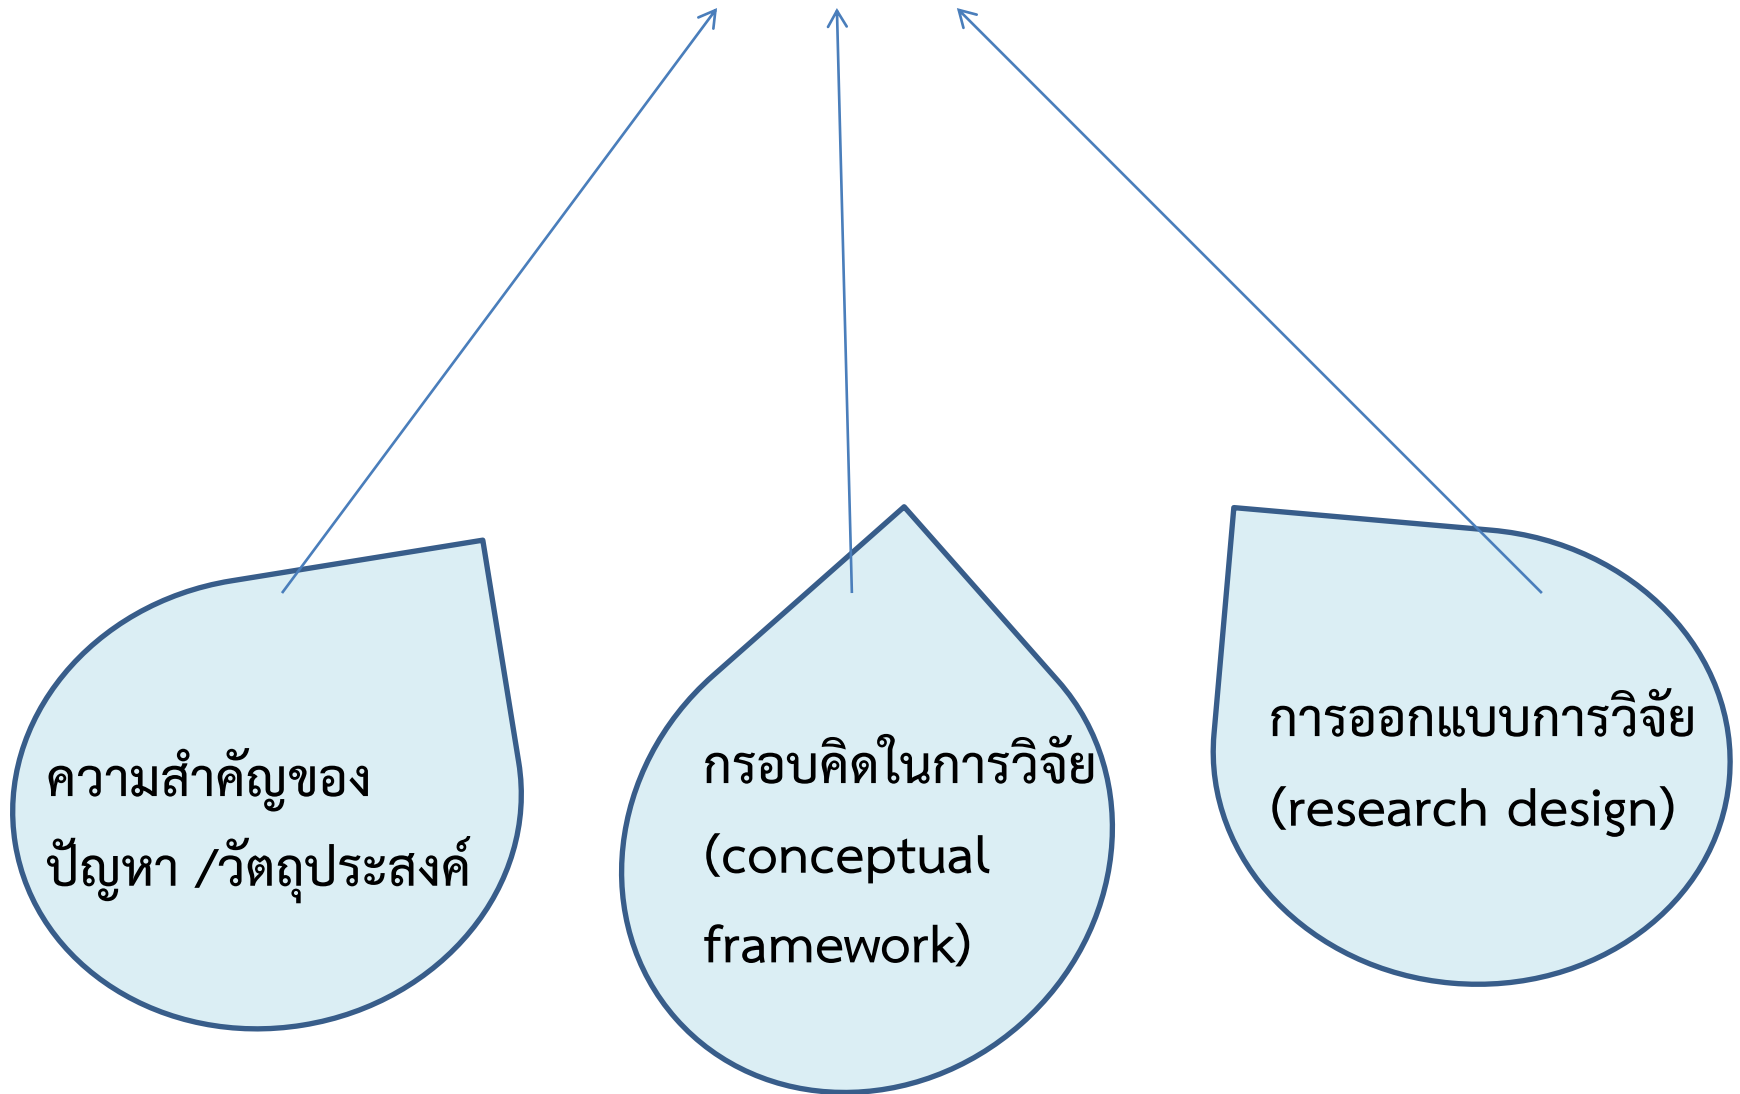 ความสำคัญของ
ปัญหา /วัตถุประสงค์
กรอบคิดในการวิจัย
(conceptual
framework)
การออกแบบการวิจัย
(research design)